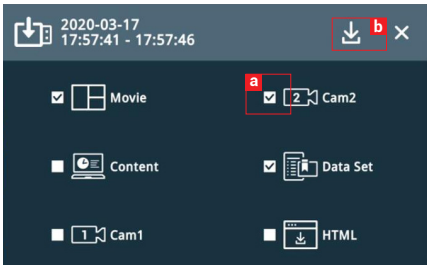 2020-03-17
17:57:41 - 17:57:46
b
a
Movie
2 Cam2
Content
Data Set
1 Cam1
HTML